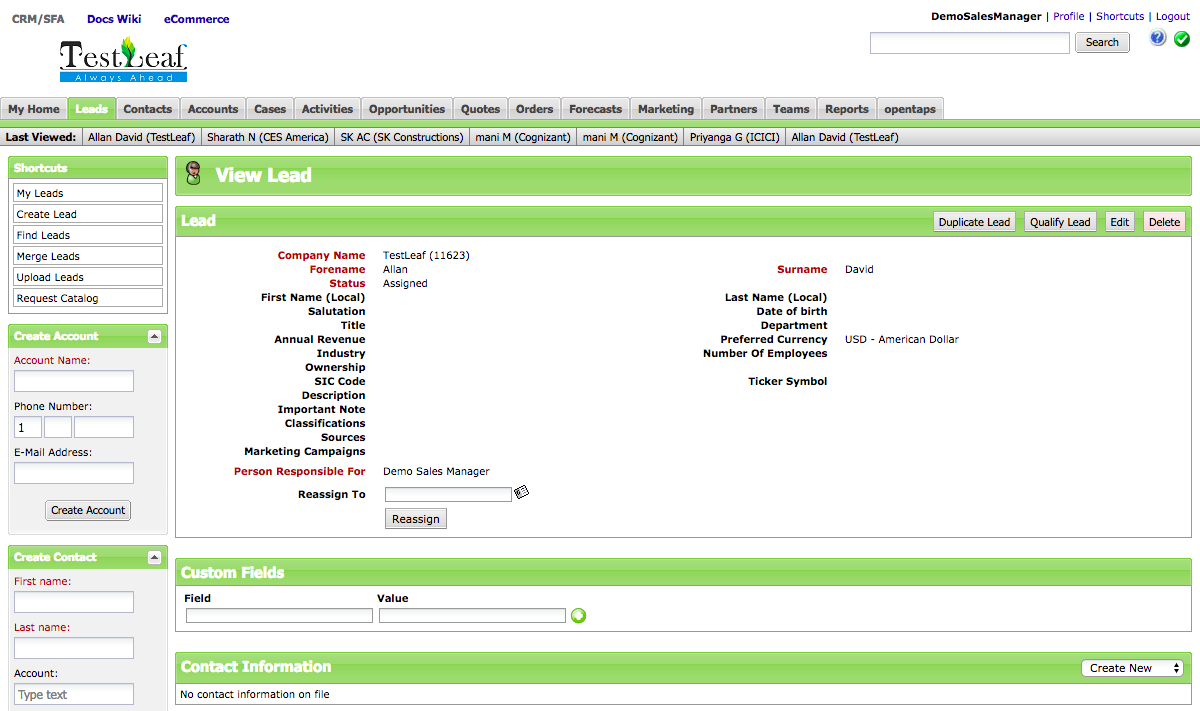 CRM/SFA Docs Wiki eCommerce
DemoSalesManager | Profile | Shortcuts | Logout
Search
TestLeaf
Always Ahead
My Home Leads Contacts Accounts Cases Activities Opportunities Quotes Orders Forecasts Marketing Partners Teams Reports opentaps
Last Viewed: Allan David (TestLeaf) Sharath N (CES America) SK AC (SK Constructions) mani M (Cognizant) mani M (Cognizant) Priyanga G (ICICI) Allan David (TestLeaf)
Shortcuts
My Leads
Create Lead
Find Leads
Merge Leads
Upload Leads
Request Catalog
Create Account
Account Name:
Phone Number:
1
E-Mail Address:
Create Account
Create Contact
First name:
Last name:
Account:
Type text
View Lead
Lead Duplicate Lead Qualify Lead Edit Delete
Company Name TestLeaf (11623)
Forename Allan Surname David
Status Assigned
First Name (Local) Last Name (Local)
Salutation Date of birth
Title Department
Annual Revenue Preferred Currency USD - American Dollar
Industry Number Of Employees
Ownership
SIC Code Ticker Symbol
Description
Important Note
Classifications
Sources
Marketing Campaigns
Person Responsible For Demo Sales Manager
Reassign To
Reassign
Custom Fields
Field Value
Contact Information Create New
No contact information on file